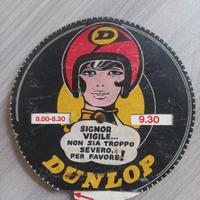 D
8.00-8.30
9.30
SIGNOR
VIGILE...
NON SIA TROPPO
SEVERO,
PER FAVORE!
DUNLOP